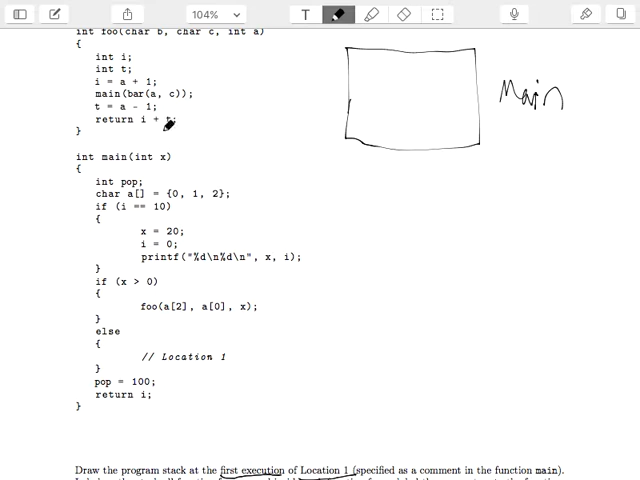 104%
T
int foo(char b, char c, int a)
{
int i;
int t;
i = a + 1;
main(bar(a, c));
t = a - 1;
return i + t;
}
Main
int main(int x)
{
int pop;
char a[] = {0, 1, 2};
if (i == 10)
{
x = 20;
i = 0;
printf("%d\n%d\n", x, i);
}
if (x > 0)
{
foo(a[2], a[0], x);
}
else
{
// Location 1
}
pop = 100;
return i;
}
Draw the program stack at the first execution of Location 1 (specified as a comment in the function main).